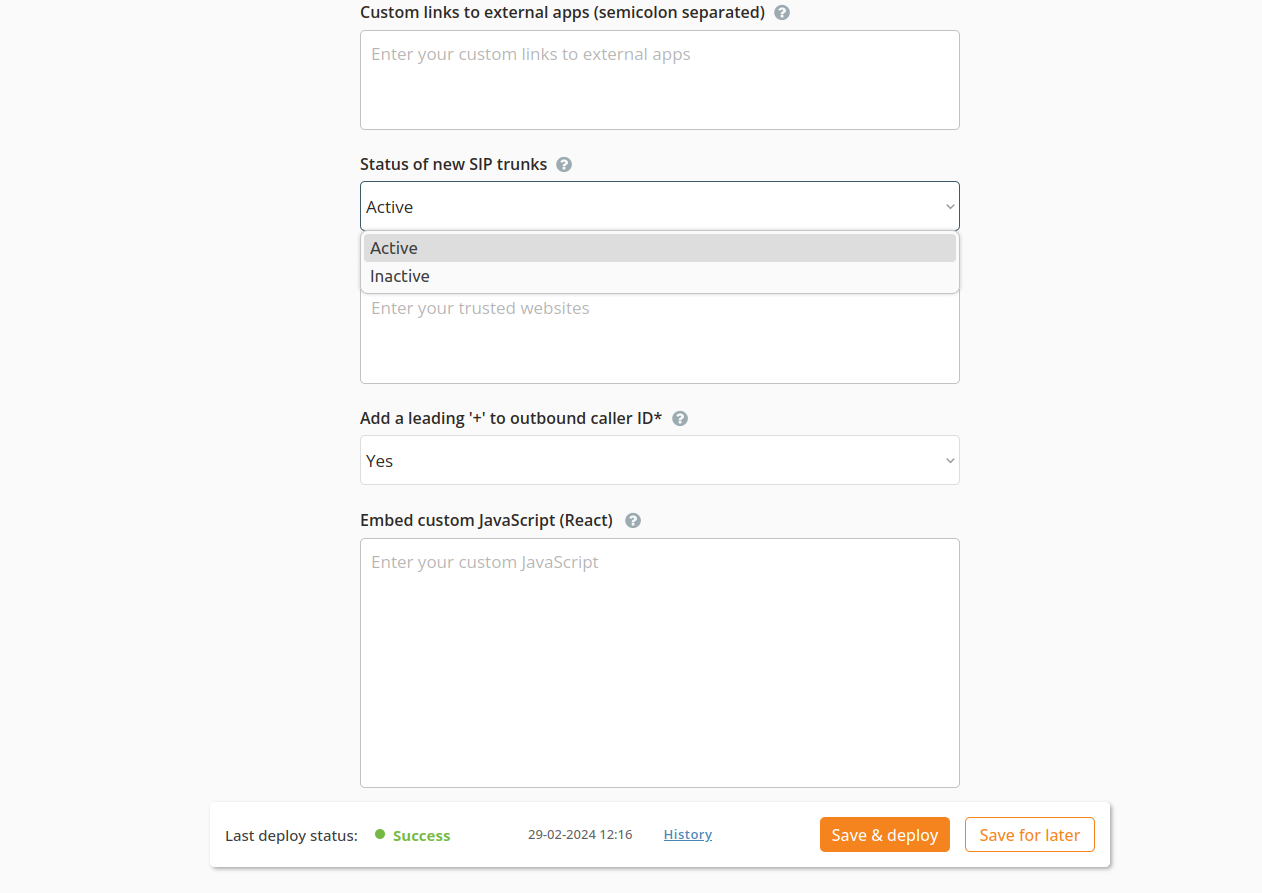 Custom links to external apps (semicolon separated) ?
Enter your custom links to external apps
Status of new SIP trunks ?
Active
Active
Inactive
Enter your trusted websites
Add a leading '+' to outbound caller ID* ?
Yes
Embed custom JavaScript (React) ?
Enter your custom JavaScript
Last deploy status: Success 29-02-2024 12:16 History Save & deploy Save for later